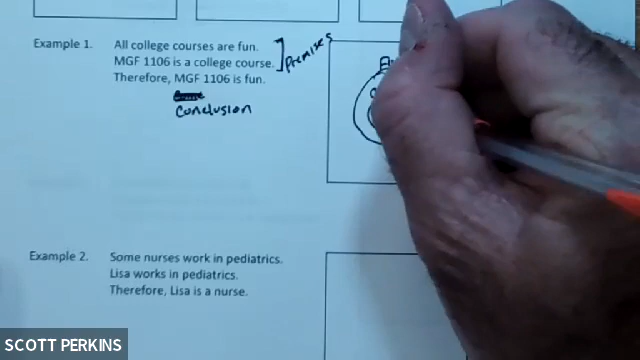 Example 1. All college courses are fun.
MGF 1106 is a college course.
Therefore, MGF 1106 is fun.
Premises
Conclusion
Example 2. Some nurses work in pediatrics.
Lisa works in pediatrics.
Therefore, Lisa is a nurse.
SCOTT PERKINS